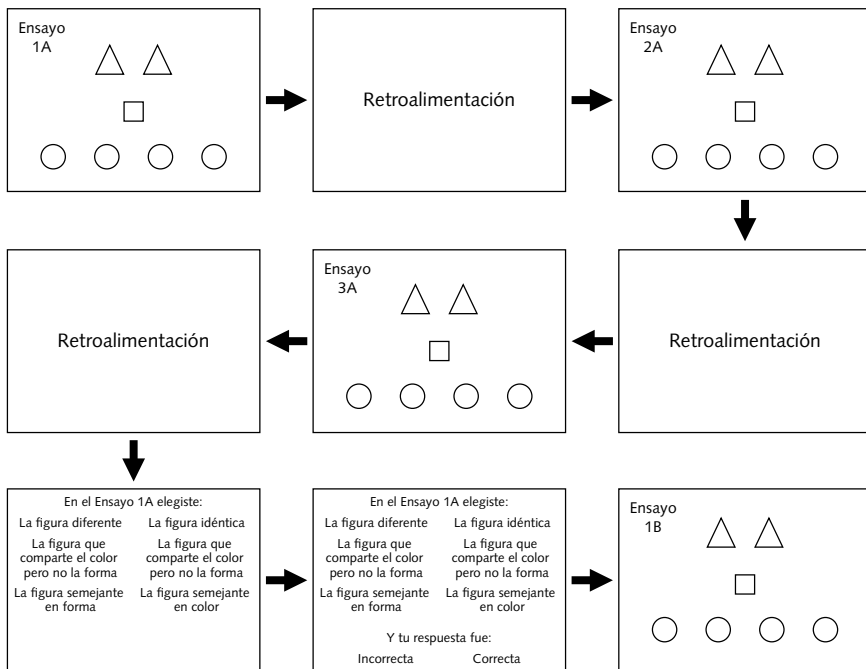 Ensayo
1A
Retroalimentación
Ensayo
2A
Retroalimentación
Ensayo
3A
Retroalimentación
En el Ensayo 1A elegiste:
La figura diferente
La figura idéntica
La figura que
comparte el color
pero no la forma
La figura que
comparte el color
pero no la forma
La figura semejante
en forma
La figura semejante
en color
En el Ensayo 1A elegiste:
La figura diferente
La figura idéntica
La figura que
comparte el color
pero no la forma
La figura que
comparte el color
pero no la forma
La figura semejante
en forma
La figura semejante
en color
Y tu respuesta fue:
Incorrecta
Correcta
Ensayo
1B